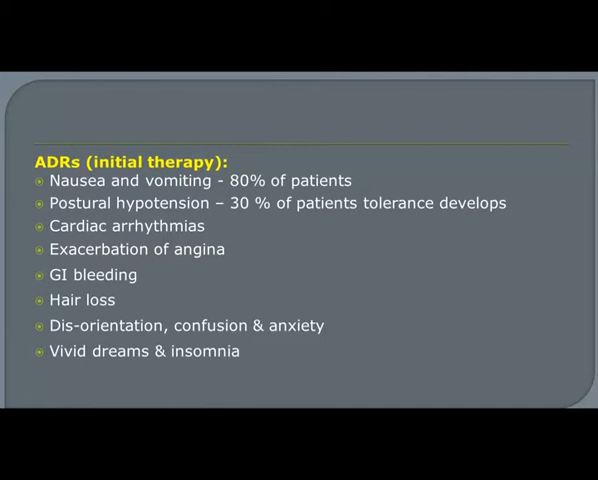 ADRs (initial therapy):
Nausea and vomiting - 80% of patients
Postural hypotension – 30 % of patients tolerance develops
Cardiac arrhythmias
Exacerbation of angina
GI bleeding
Hair loss
Dis-orientation, confusion & anxiety
Vivid dreams & insomnia